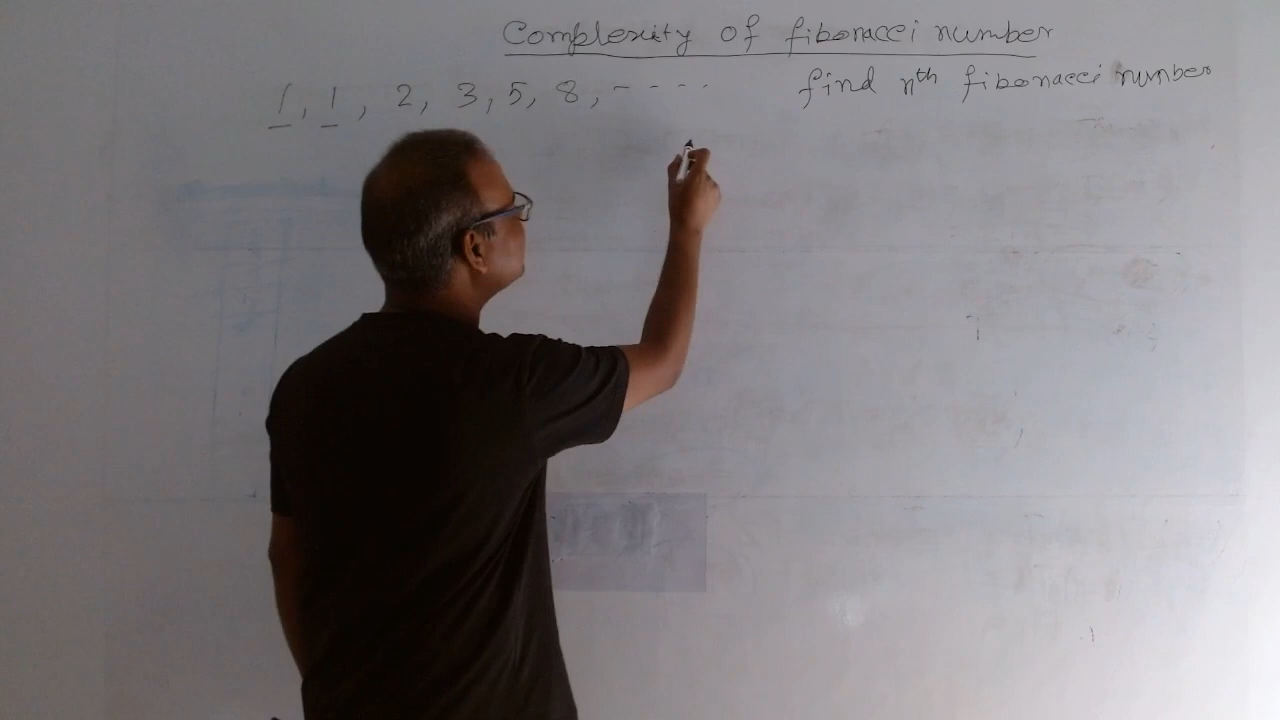 Complexity of fibonacci number
1, 1, 2, 3, 5, 8, - - - -
find nth fibonacci number